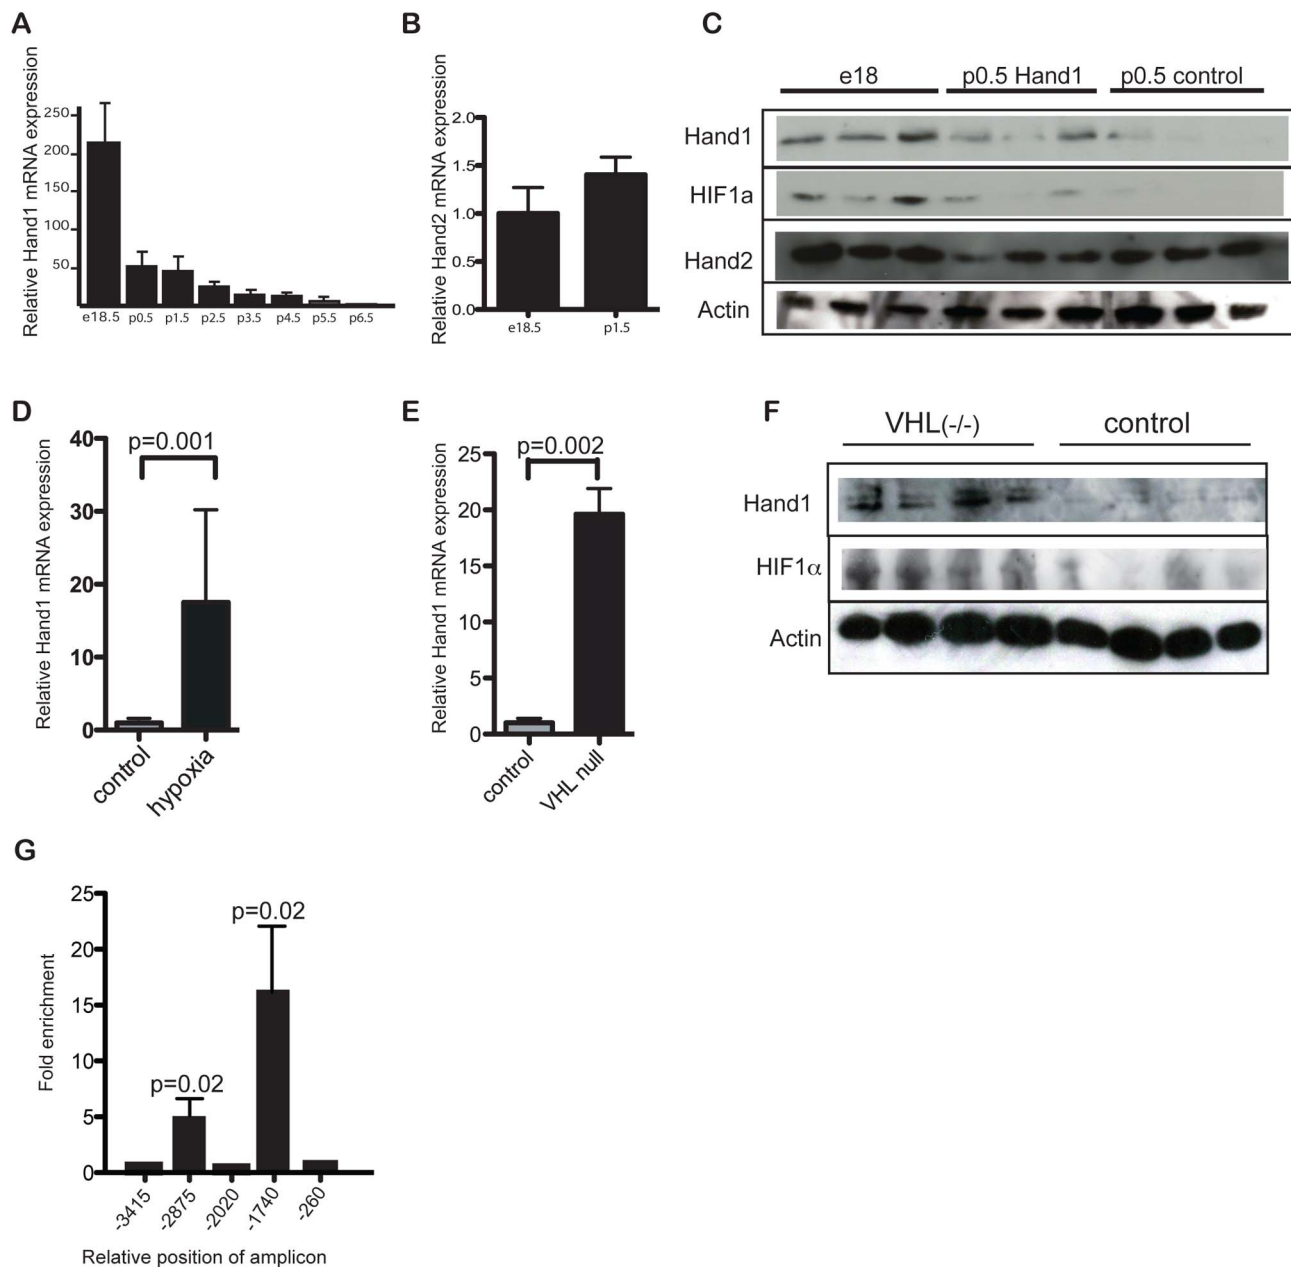 A
Relative Hand1 mRNA expression
250
200
150
100
50
e18.5 p0.5 p1.5 p2.5 p3.5 p4.5 p5.5 p6.5
B
Relative Hand2 mRNA expression
2.0
1.5
1.0
0.5
0.0
e18.5 p1.5
C
e18 p0.5 Hand1 p0.5 control
Hand1
HIF1a
Hand2
Actin
D
Relative Hand1 mRNA expression
40
30
20
10
0
p=0.001
control hypoxia
E
Relative Hand1 mRNA expression
25
20
15
10
5
0
p=0.002
control VHL null
F
VHL(-/-) control
Hand1
HIF1α
Actin
G
Fold enrichment
25
20
15
10
5
0
p=0.02
p=0.02
-3415 -2875 -2020 -1740 -260
Relative position of amplicon